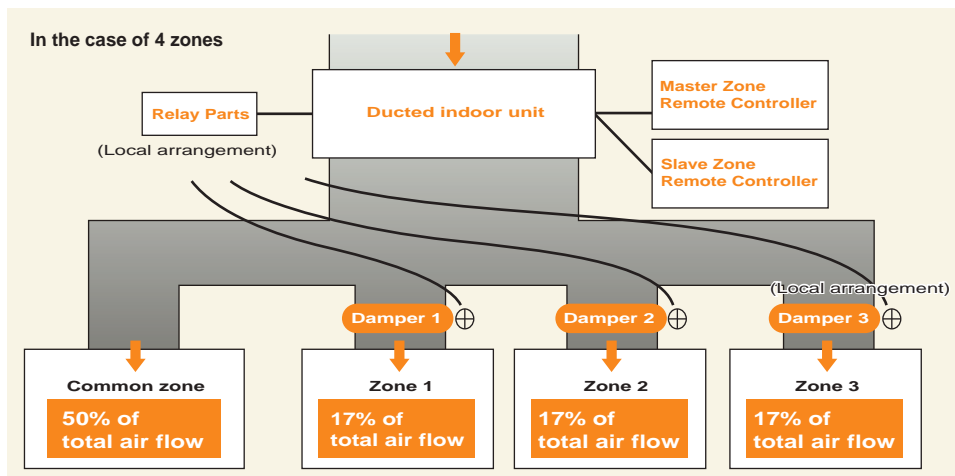 In the case of 4 zones
Relay Parts
(Local arrangement)
Ducted indoor unit
Master Zone
Remote Controller
Slave Zone
Remote Controller
(Local arrangement)
Damper 1
Damper 2
Damper 3
Common zone
50% of
total air flow
Zone 1
17% of
total air flow
Zone 2
17% of
total air flow
Zone 3
17% of
total air flow